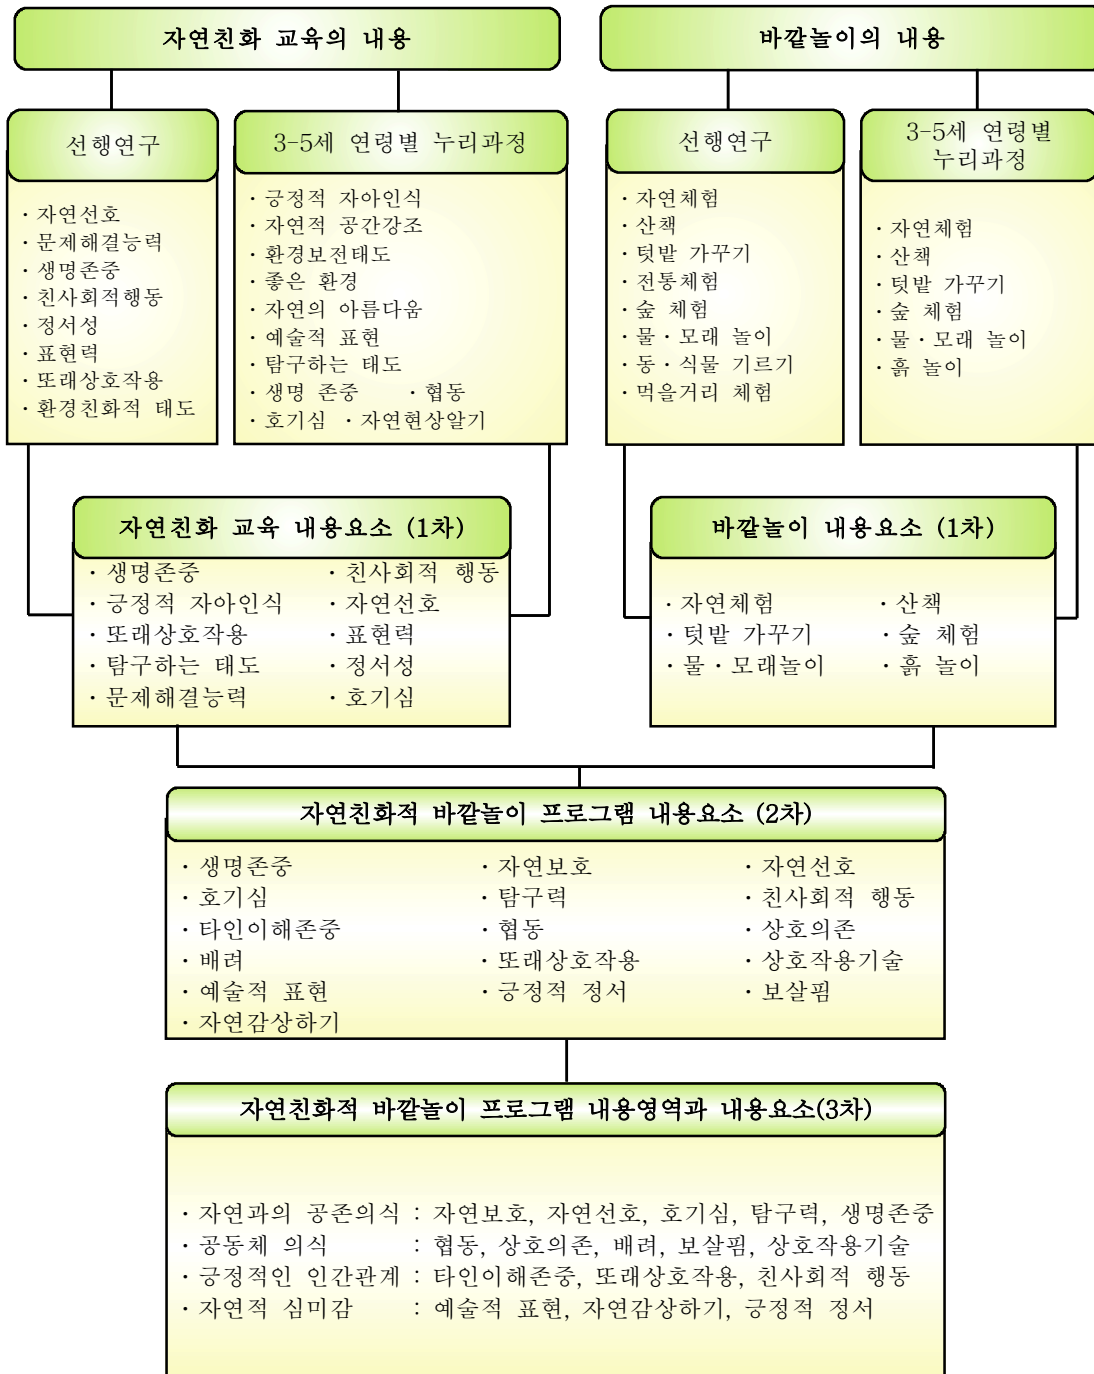 자연친화 교육의 내용
바깥놀이의 내용
선행연구
· 자연선호
· 문제해결능력
· 생명존중
· 친사회적행동
· 정서성
· 표현력
· 또래상호작용
· 환경친화적 태도
3-5세 연령별 누리과정
· 긍정적 자아인식
· 자연적 공간강조
· 환경보전태도
· 좋은 환경
· 자연의 아름다움
· 예술적 표현
· 탐구하는 태도
· 생명 존중 · 협동
· 호기심 · 자연현상알기
선행연구
· 자연체험
· 산책
· 텃밭 가꾸기
· 전통체험
· 숲 체험
· 물 · 모래 놀이
· 동 · 식물 기르기
· 먹을거리 체험
3-5세 연령별
누리과정
· 자연체험
· 산책
· 텃밭 가꾸기
· 숲 체험
· 물 · 모래 놀이
· 흙 놀이
자연친화 교육 내용요소 (1차)
· 생명존중 · 친사회적 행동
· 긍정적 자아인식 · 자연선호
· 또래상호작용 · 표현력
· 탐구하는 태도 · 정서성
· 문제해결능력 · 호기심
바깥놀이 내용요소 (1차)
· 자연체험 · 산책
· 텃밭 가꾸기 · 숲 체험
· 물 · 모래놀이 · 흙 놀이
자연친화적 바깥놀이 프로그램 내용요소 (2차)
· 생명존중 · 자연보호 · 자연선호
· 호기심 · 탐구력 · 친사회적 행동
· 타인이해존중 · 협동 · 상호의존
· 배려 · 또래상호작용 · 상호작용기술
· 예술적 표현 · 긍정적 정서 · 보살핌
· 자연감상하기
자연친화적 바깥놀이 프로그램 내용영역과 내용요소(3차)
· 자연과의 공존의식 : 자연보호, 자연선호, 호기심, 탐구력, 생명존중
· 공동체 의식 : 협동, 상호의존, 배려, 보살핌, 상호작용기술
· 긍정적인 인간관계 : 타인이해존중, 또래상호작용, 친사회적 행동
· 자연적 심미감 : 예술적 표현, 자연감상하기, 긍정적 정서